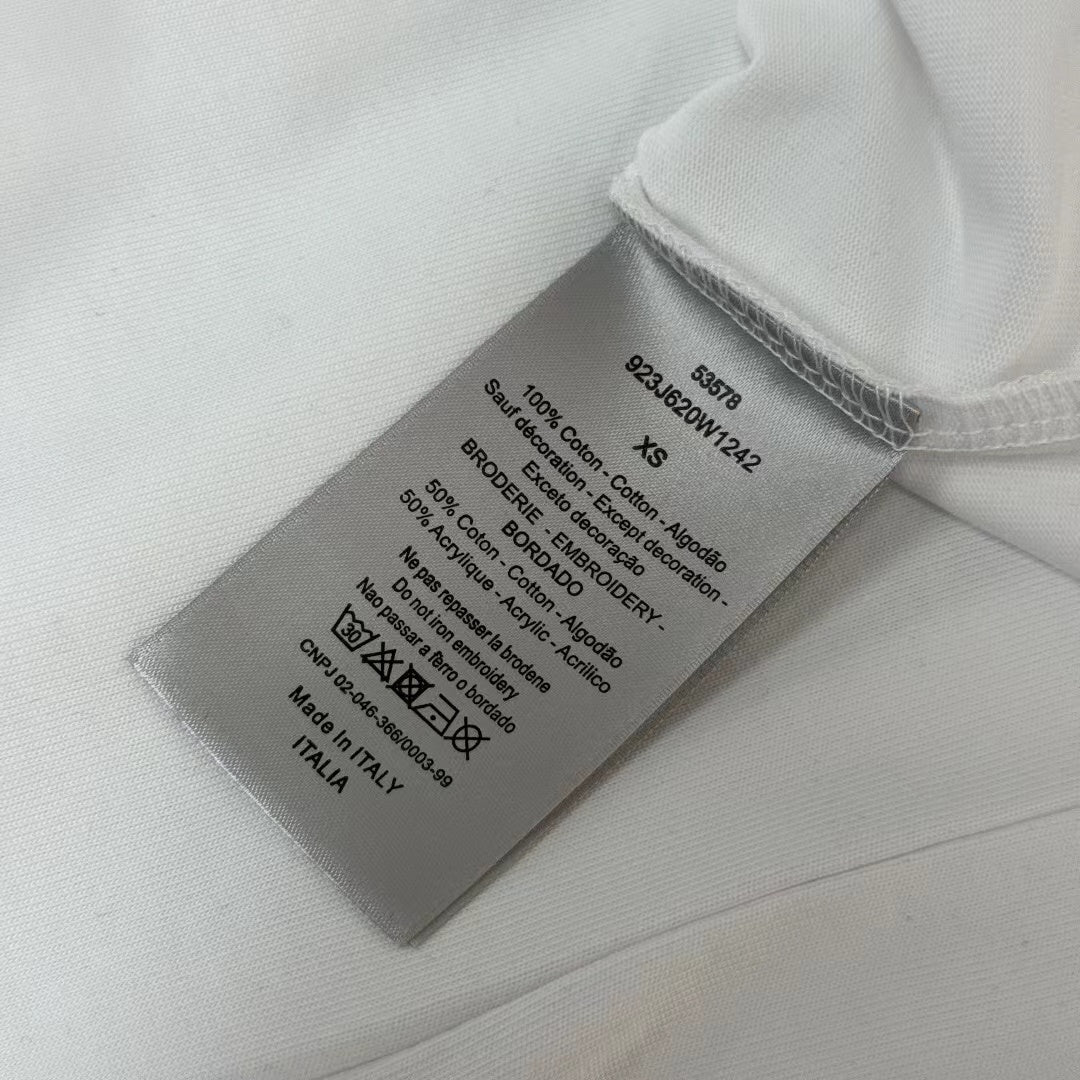 53578
923J620W1242
XS
100% Coton - Cotton - Algodão
Sauf décoration - Except decoration -
Exceto decoração
BRODERIE - EMBROIDERY -
BORDADO
50% Coton - Cotton - Algodão
50% Acrylique - Acrylic - Acrilico
Ne pas repasser la brodene
Do not iron embroidery
Nao passar a ferro o bordado
30
CNPJ 02-046-366/0003-99
Made In ITALY
ITALIA